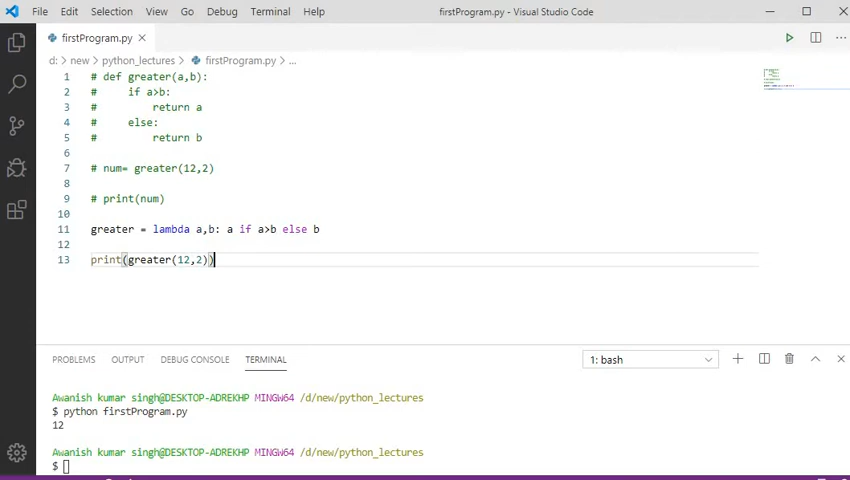 File Edit Selection View Go Debug Terminal Help firstProgram.py - Visual Studio Code
firstProgram.py
d: > new > python_lectures > firstProgram.py > ...
1 # def greater(a,b):
2 #     if a>b:
3 #         return a
4 #     else:
5 #         return b
6
7 # num= greater(12,2)
8
9 # print(num)
10
11 greater = lambda a,b: a if a>b else b
12
13 print(greater(12,2))
PROBLEMS OUTPUT DEBUG CONSOLE TERMINAL 1: bash
Awanish kumar singh@DESKTOP-ADREKHP MINGW64 /d/new/python_lectures
$ python firstProgram.py
12
Awanish kumar singh@DESKTOP-ADREKHP MINGW64 /d/new/python_lectures
$